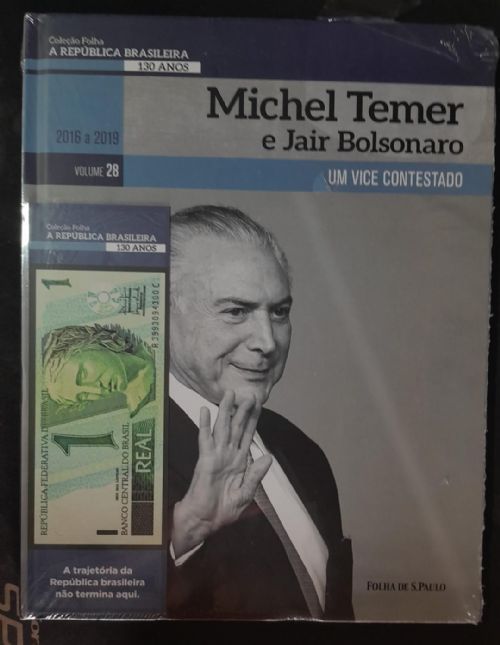 Coleção Folha
A REPÚBLICA BRASILEIRA
130 ANOS
Michel Temer
e Jair Bolsonaro
2016 a 2019
VOLUME 28
UM VICE CONTESTADO
Coleção Folha
A REPÚBLICA BRASILEIRA
130 ANOS
1
REPÚBLICA FEDERATIVA DO BRASIL
1
BANCO CENTRAL DO BRASIL
REAL
A 3993094300 C
A trajetória da
República brasileira
não termina aqui.
FOLHA DE S.PAULO